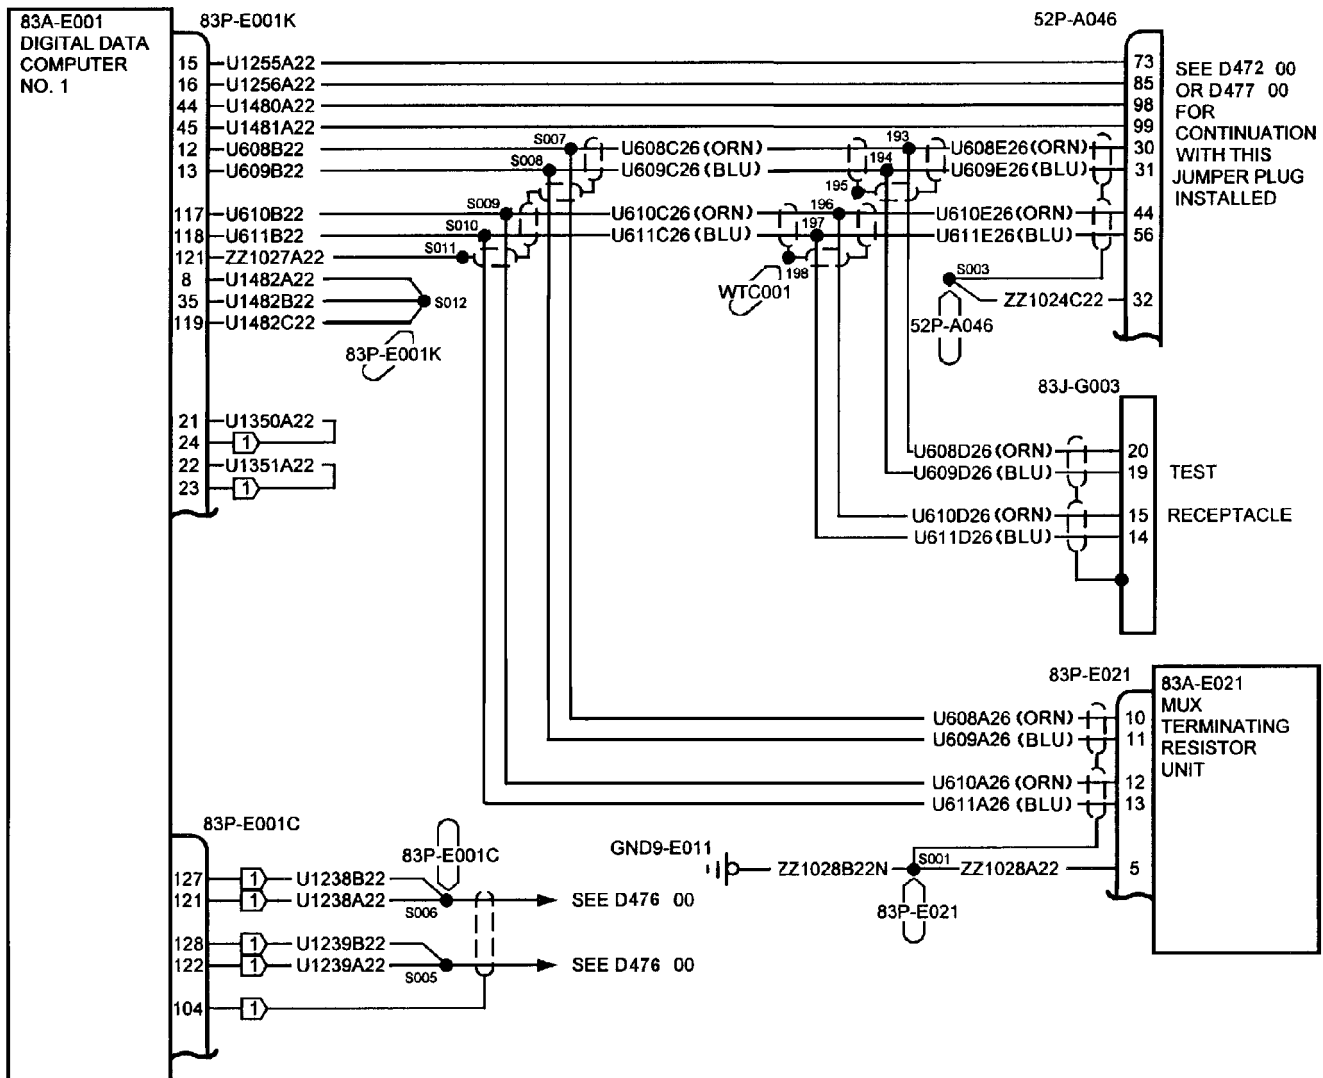 83A-E001
DIGITAL DATA
COMPUTER
NO. 1
83P-E001K
15 U1255A22
16 U1256A22
44 U1480A22
45 U1481A22
12 U608B22
13 U609B22
117 U610B22
118 U611B22
121 ZZ1027A22
8 U1482A22
35 U1482B22
119 U1482C22
S007
S008
S009
S010
S011
S012
83P-E001K
21 U1350A22
24 1
22 U1351A22
23 1
U608C26(ORN)
U609C26(BLU)
U610C26(ORN)
U611C26(BLU)
193
194
195
196
197
198
WTC001
52P-A046
U608E26(ORN)
U609E26(BLU)
U610E26(ORN)
U611E26(BLU)
S003
ZZ1024C22
52P-A046
73
85
98
99
30
31
44
56
32
SEE D472 00
OR D477 00
FOR
CONTINUATION
WITH THIS
JUMPER PLUG
INSTALLED
83J-G003
U608D26(ORN) 20
U609D26(BLU) 19
U610D26(ORN) 15
U611D26(BLU) 14
TEST
RECEPTACLE
83P-E021
U608A26(ORN) 10
U609A26(BLU) 11
U610A26(ORN) 12
U611A26(BLU) 13
83A-E021
MUX
TERMINATING
RESISTOR
UNIT
GND9-E011
ZZ1028B22N
S001
ZZ1028A22 5
83P-E021
83P-E001C
83P-E001C
127 1 U1238B22
121 1 U1238A22
S006
SEE D476 00
128 1 U1239B22
122 1 U1239A22
S005
SEE D476 00
104 1